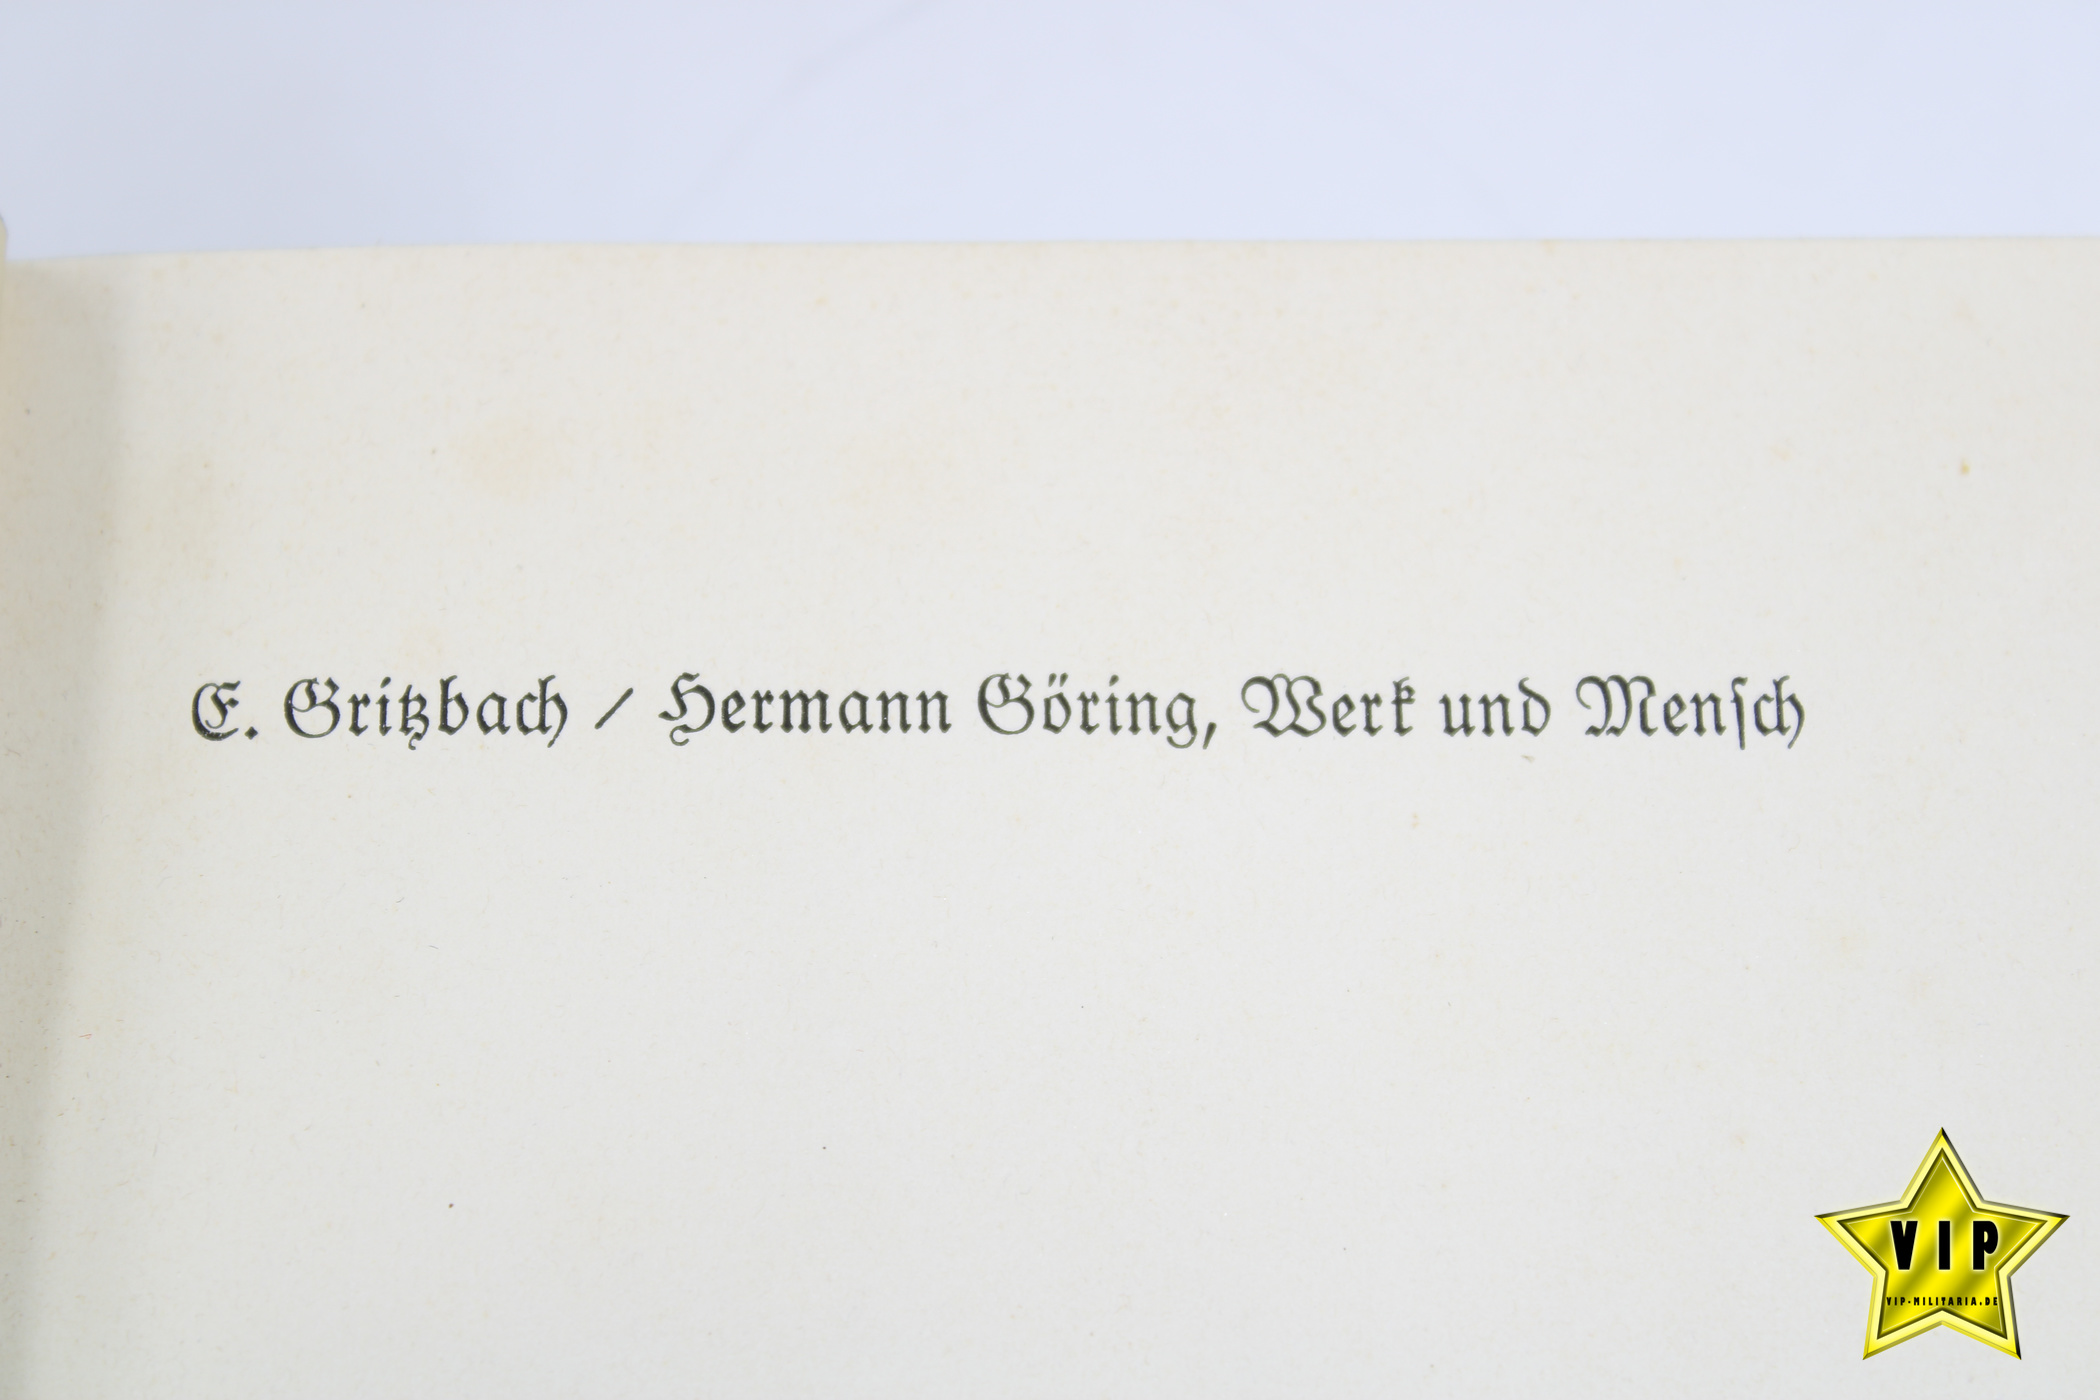 E. Gritzbach / Hermann Göring, Werk und Menſch
VIP
VIP-MILITARIA.DE